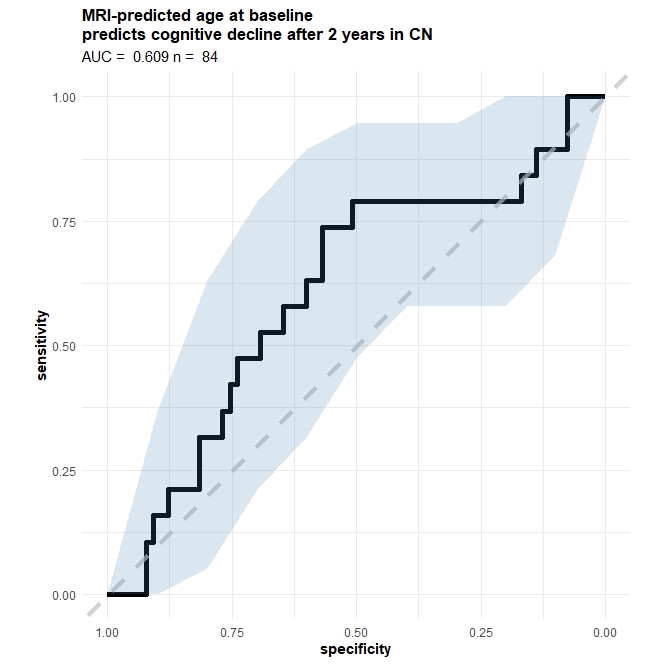 MRI-predicted age at baseline
predicts cognitive decline after 2 years in CN
AUC =  0.609 n =  84
1.00
0.75
0.50
0.25
0.00
sensitivity
1.00 0.75 0.50 0.25 0.00
specificity